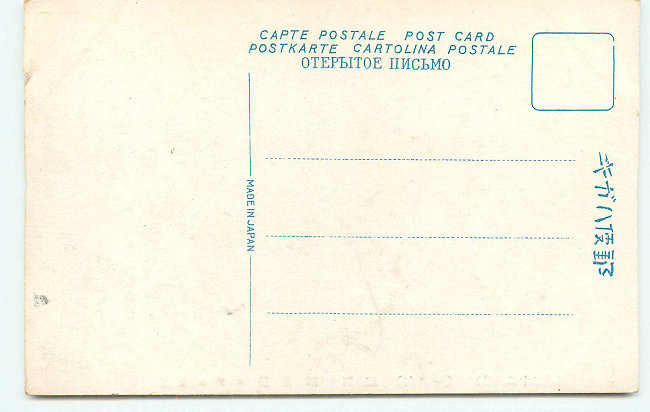 CAPTE POSTALE POST CARD
POSTKARTE CARTOLINA POSTALE
ОТЕРЫТОЕ ПИСЬМО
MADE IN JAPAN
郵便ハガキ